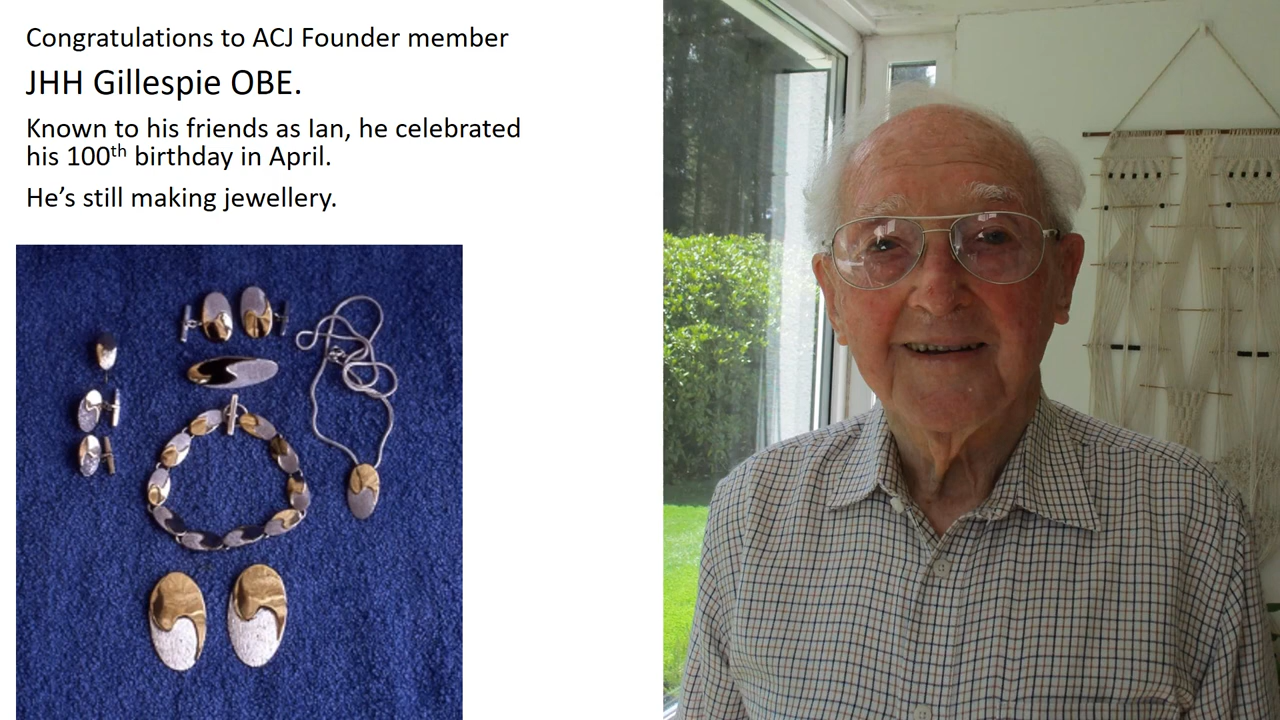 Congratulations to ACJ Founder member
JHH Gillespie OBE.
Known to his friends as Ian, he celebrated
his 100th birthday in April.
He’s still making jewellery.